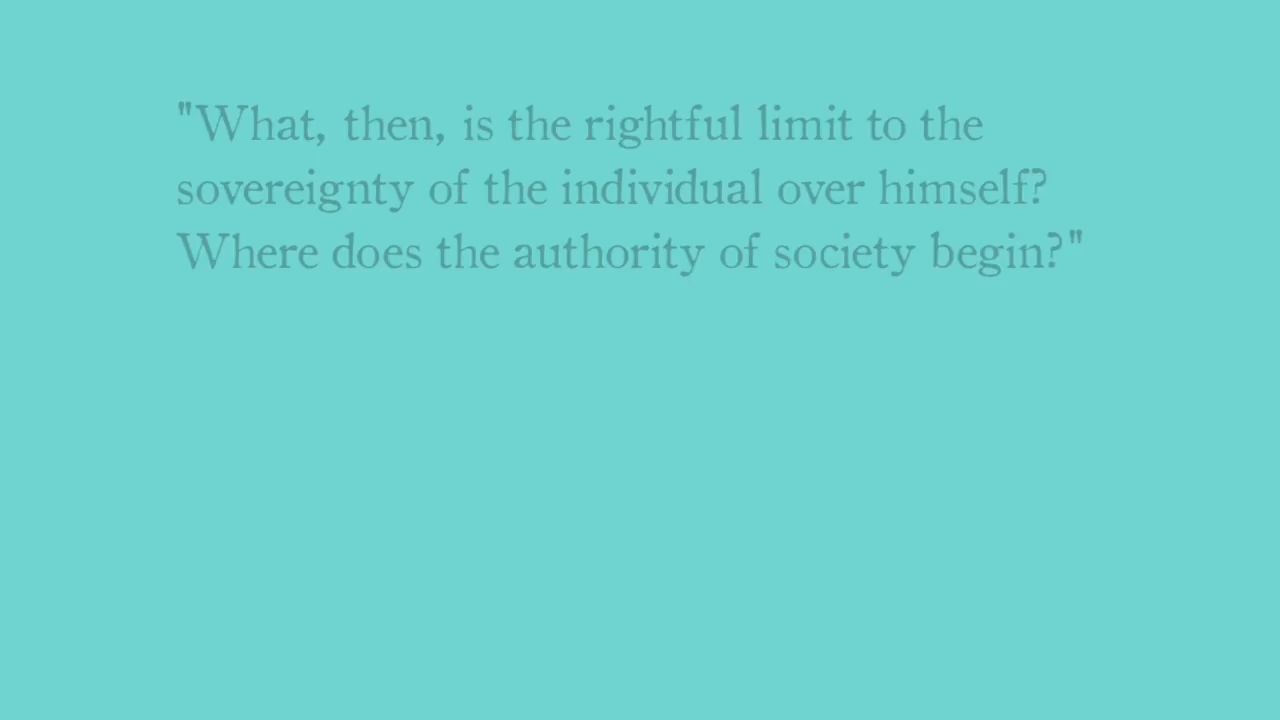 "What, then, is the rightful limit to the
sovereignty of the individual over himself?
Where does the authority of society begin?"